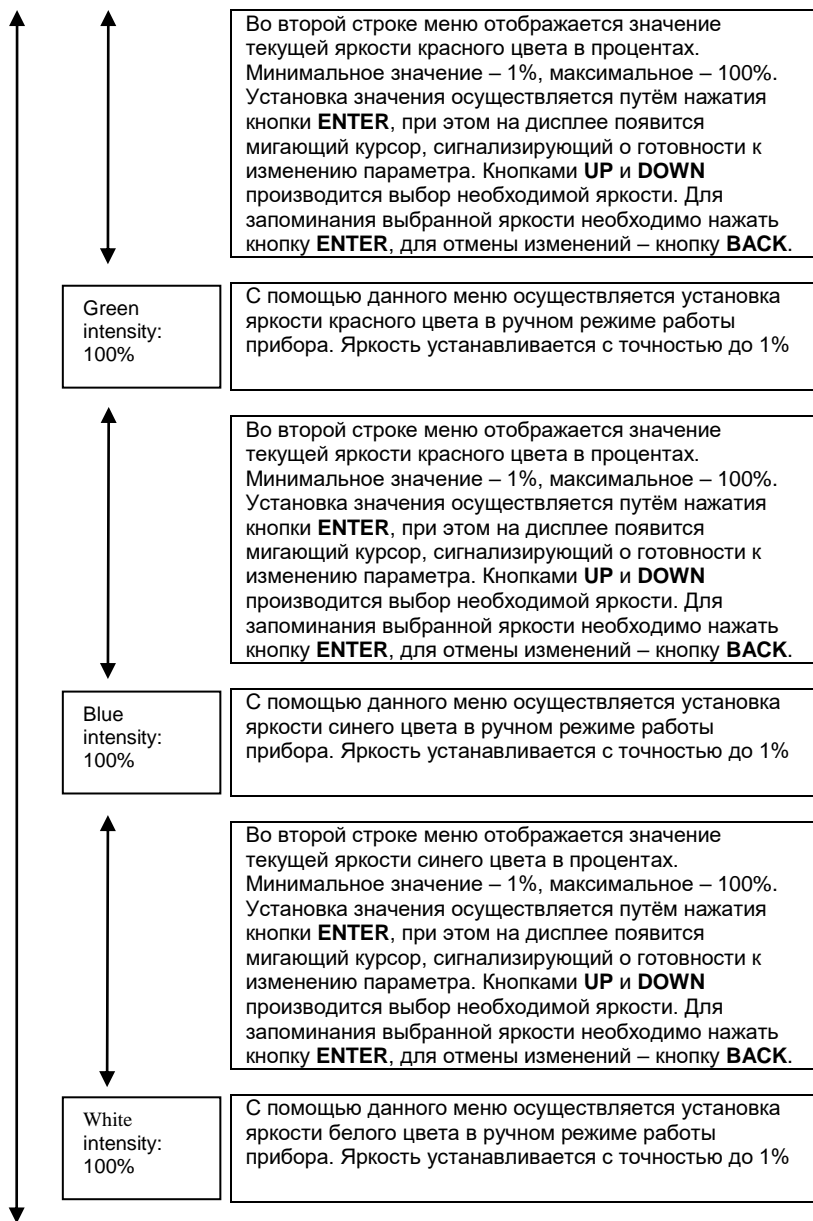 Во второй строке меню отображается значение
текущей яркости красного цвета в процентах.
Минимальное значение – 1%, максимальное – 100%.
Установка значения осуществляется путём нажатия
кнопки ENTER, при этом на дисплее появится
мигающий курсор, сигнализирующий о готовности к
изменению параметра. Кнопками UP и DOWN
производится выбор необходимой яркости. Для
запоминания выбранной яркости необходимо нажать
кнопку ENTER, для отмены изменений – кнопку BACK.
Green
intensity:
100%
С помощью данного меню осуществляется установка
яркости красного цвета в ручном режиме работы
прибора. Яркость устанавливается с точностью до 1%
Во второй строке меню отображается значение
текущей яркости красного цвета в процентах.
Минимальное значение – 1%, максимальное – 100%.
Установка значения осуществляется путём нажатия
кнопки ENTER, при этом на дисплее появится
мигающий курсор, сигнализирующий о готовности к
изменению параметра. Кнопками UP и DOWN
производится выбор необходимой яркости. Для
запоминания выбранной яркости необходимо нажать
кнопку ENTER, для отмены изменений – кнопку BACK.
Blue
intensity:
100%
С помощью данного меню осуществляется установка
яркости синего цвета в ручном режиме работы
прибора. Яркость устанавливается с точностью до 1%
Во второй строке меню отображается значение
текущей яркости синего цвета в процентах.
Минимальное значение – 1%, максимальное – 100%.
Установка значения осуществляется путём нажатия
кнопки ENTER, при этом на дисплее появится
мигающий курсор, сигнализирующий о готовности к
изменению параметра. Кнопками UP и DOWN
производится выбор необходимой яркости. Для
запоминания выбранной яркости необходимо нажать
кнопку ENTER, для отмены изменений – кнопку BACK.
White
intensity:
100%
С помощью данного меню осуществляется установка
яркости белого цвета в ручном режиме работы
прибора. Яркость устанавливается с точностью до 1%